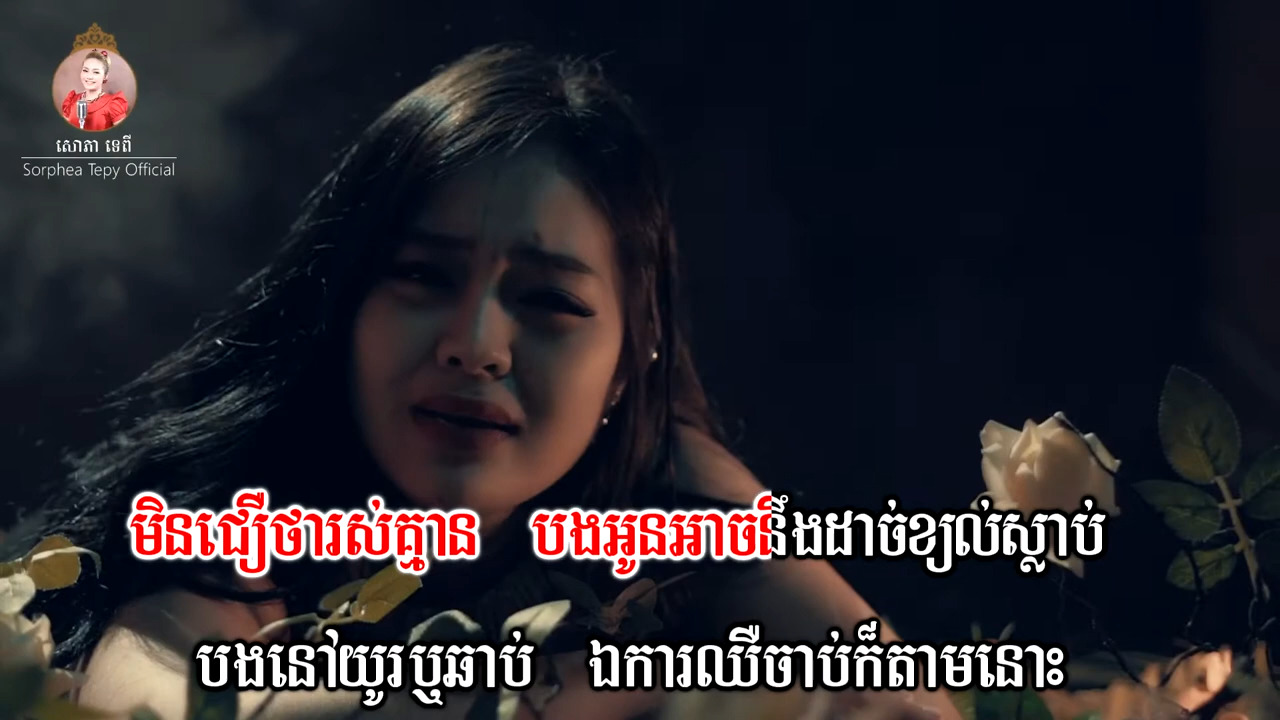 សោភា ទេពី
Sorphea Tepy Official
មិនជឿថារស់គ្មាន បងអូនអាចនឹងដាច់ខ្យល់ស្លាប់
បងនៅយូរឬឆាប់ ឯការឈឺចាប់ក៏តាមនោះ